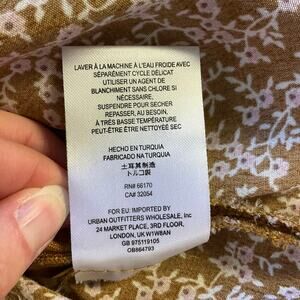 LAVER À LA MACHINE À L'EAU FROIDE AVEC
SÉPARÉMENT CYCLE DÉLICAT
UTILISER UN AGENT DE
BLANCHIMENT SANS CHLORE SI
NÉCESSAIRE,
SUSPENDRE POUR SECHER
REPASSER, AU BESOIN,
À TRÈS BASSE TEMPÉRATURE
PEUT-ÊTRE ÊTRE NETTOYÉ SEC
HECHO EN TURQUIA
FABRICADO NA TURQUIA
土耳其制造
トルコ製
RN# 66170
CA# 32054
FOR EU: IMPORTED BY
URBAN OUTFITTERS WHOLESALE, INC
24 MARKET PLACE, 3RD FLOOR,
LONDON, UK W1W8AN
GB 975119105
OB864793